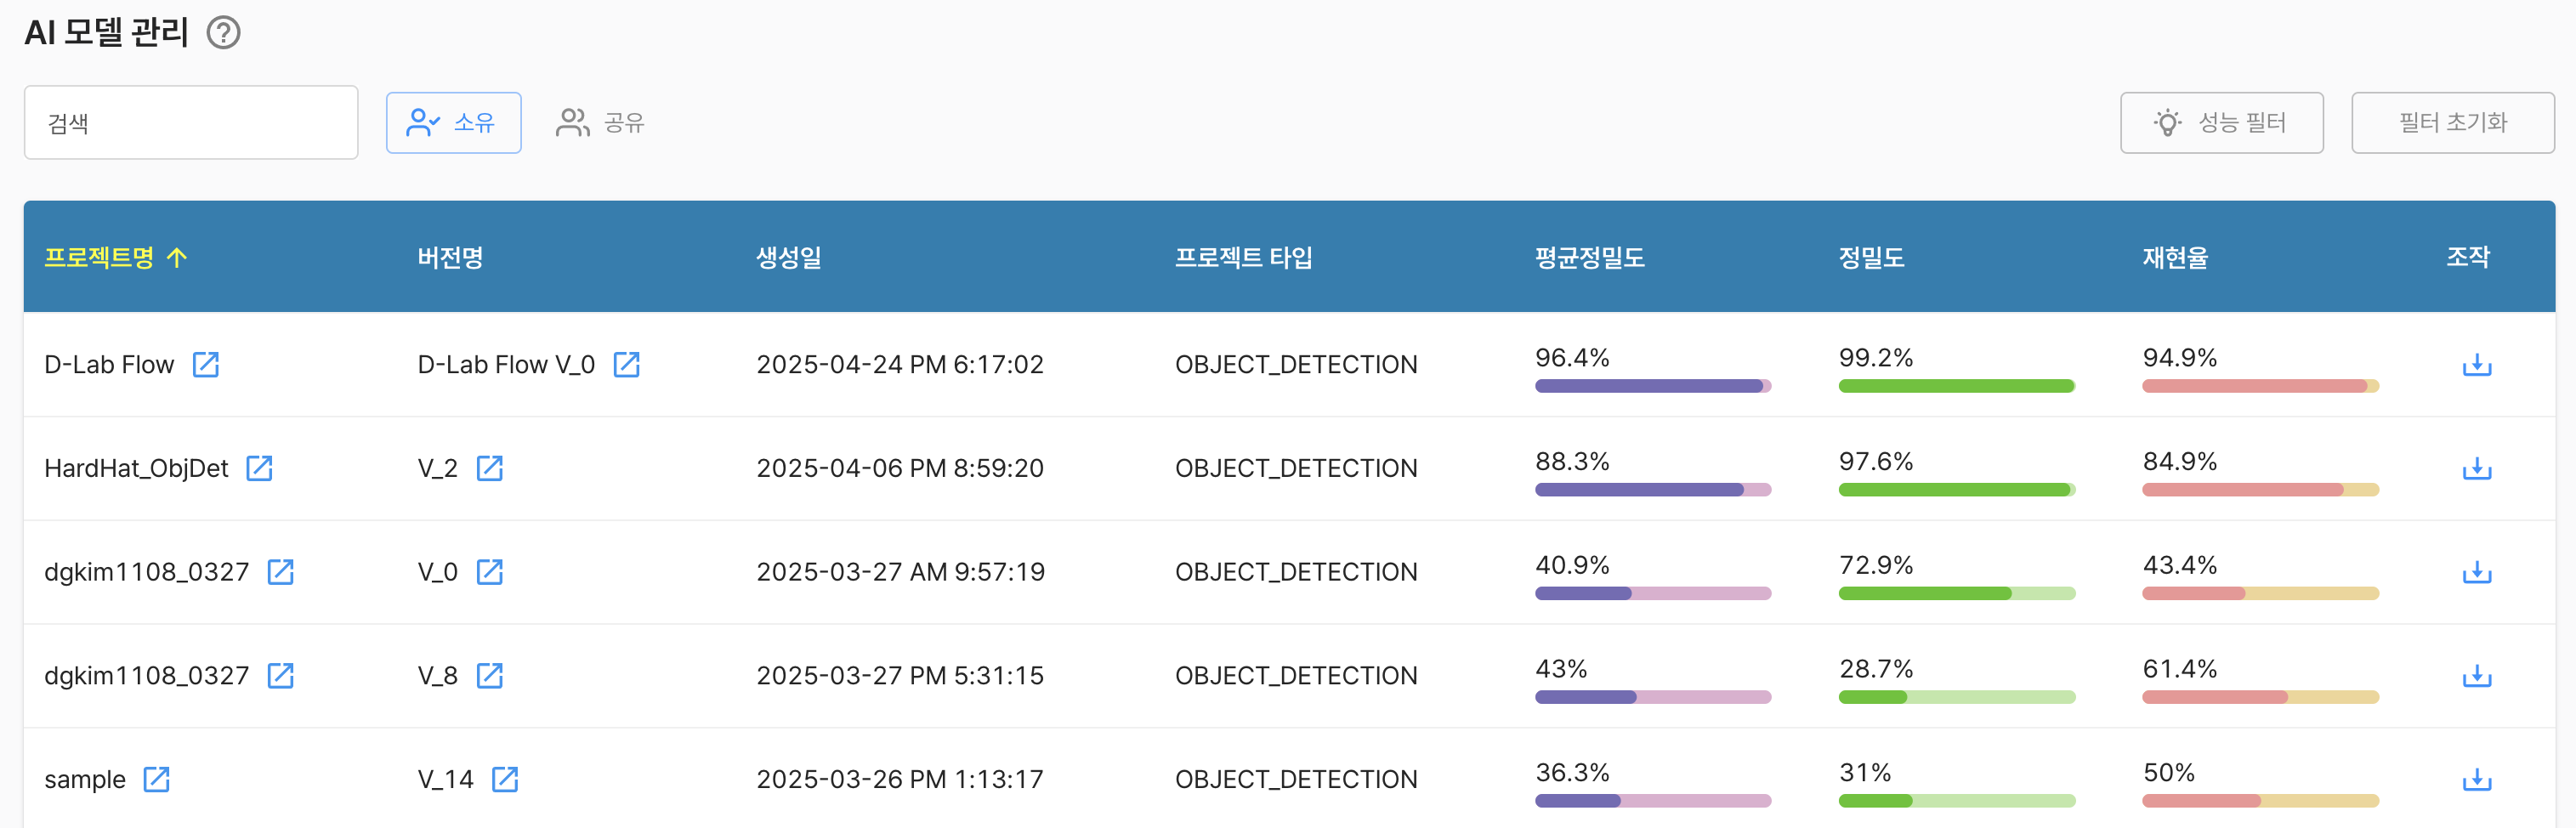 AI 모델 관리
검색 소유 공유 성능 필터 필터 초기화
프로젝트명 버전명 생성일 프로젝트 타입 평균정밀도 정밀도 재현율 조작
D-Lab Flow D-Lab Flow V_0 2025-04-24 PM 6:17:02 OBJECT_DETECTION 96.4% 99.2% 94.9%
HardHat_ObjDet V_2 2025-04-06 PM 8:59:20 OBJECT_DETECTION 88.3% 97.6% 84.9%
dgkim1108_0327 V_0 2025-03-27 AM 9:57:19 OBJECT_DETECTION 40.9% 72.9% 43.4%
dgkim1108_0327 V_8 2025-03-27 PM 5:31:15 OBJECT_DETECTION 43% 28.7% 61.4%
sample V_14 2025-03-26 PM 1:13:17 OBJECT_DETECTION 36.3% 31% 50%